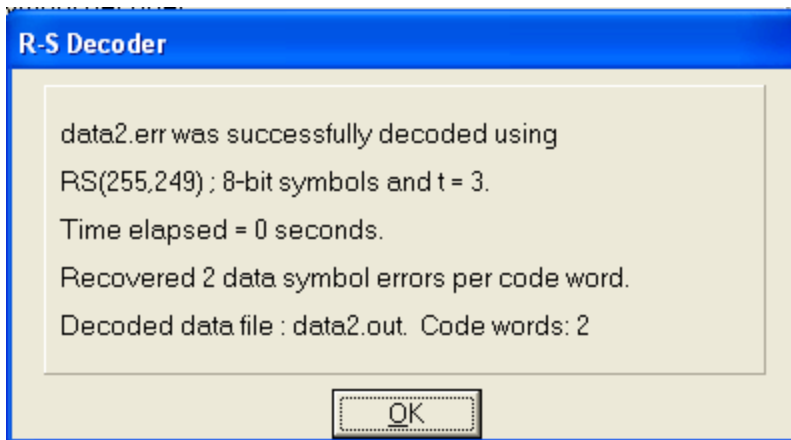 R-S Decoder
data2.err was successfully decoded using
RS(255,249) ; 8-bit symbols and t = 3.
Time elapsed = 0 seconds.
Recovered 2 data symbol errors per code word.
Decoded data file : data2.out.  Code words: 2
OK